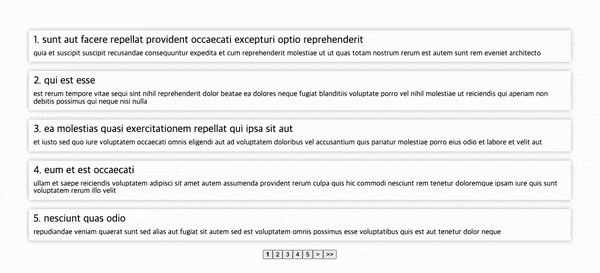 1. sunt aut facere repellat provident occaecati excepturi optio reprehenderit
quia et suscipit suscipit recusandae consequuntur expedita et cum reprehenderit molestiae ut ut quas totam nostrum rerum est autem sunt rem eveniet architecto
2. qui est esse
est rerum tempore vitae sequi sint nihil reprehenderit dolor beatae ea dolores neque fugiat blanditiis voluptate porro vel nihil molestiae ut reiciendis qui aperiam non
debitis possimus qui neque nisi nulla
3. ea molestias quasi exercitationem repellat qui ipsa sit aut
et iusto sed quo iure voluptatem occaecati omnis eligendi aut ad voluptatem doloribus vel accusantium quis pariatur molestiae porro eius odio et labore et velit aut
4. eum et est occaecati
ullam et saepe reiciendis voluptatem adipisci sit amet autem assumenda provident rerum culpa quis hic commodi nesciunt rem tenetur doloremque ipsam iure quis sunt
voluptatem rerum illo velit
5. nesciunt quas odio
repudiandae veniam quaerat sunt sed alias aut fugiat sit autem sed est voluptatem omnis possimus esse voluptatibus quis est aut tenetur dolor neque
1 2 3 4 5 > >>